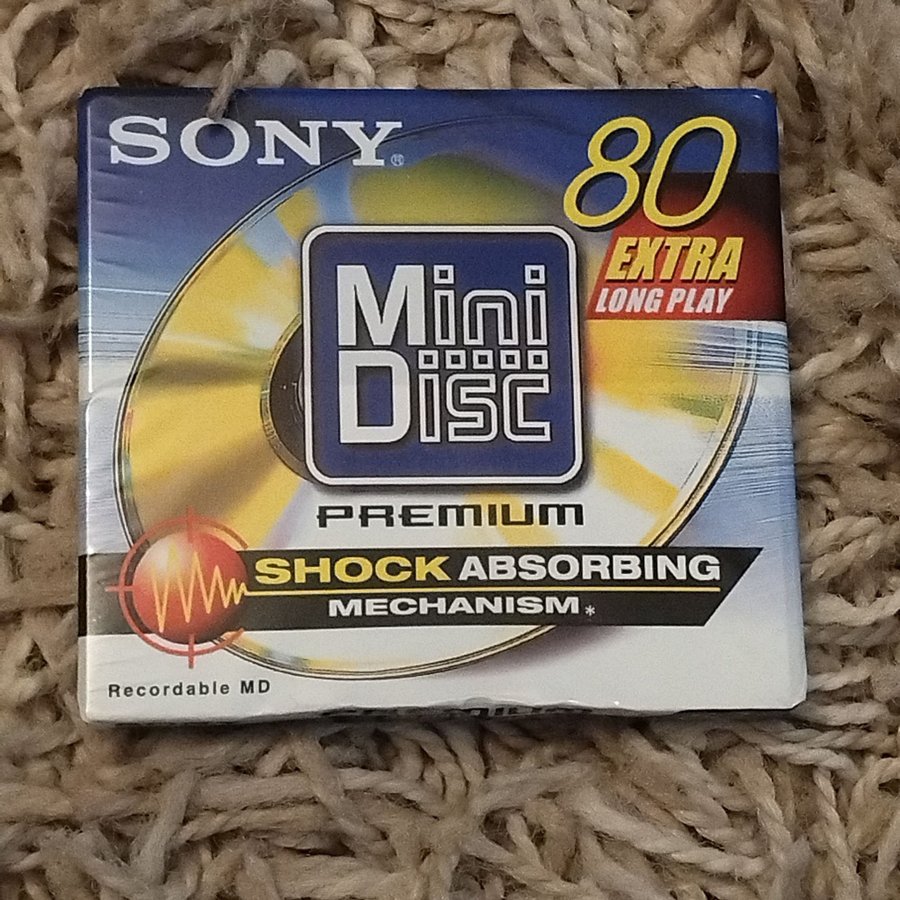 SONY®
80
EXTRA
LONG PLAY
Mini
Disc
PREMIUM
SHOCK ABSORBING
MECHANISM*
Recordable MD